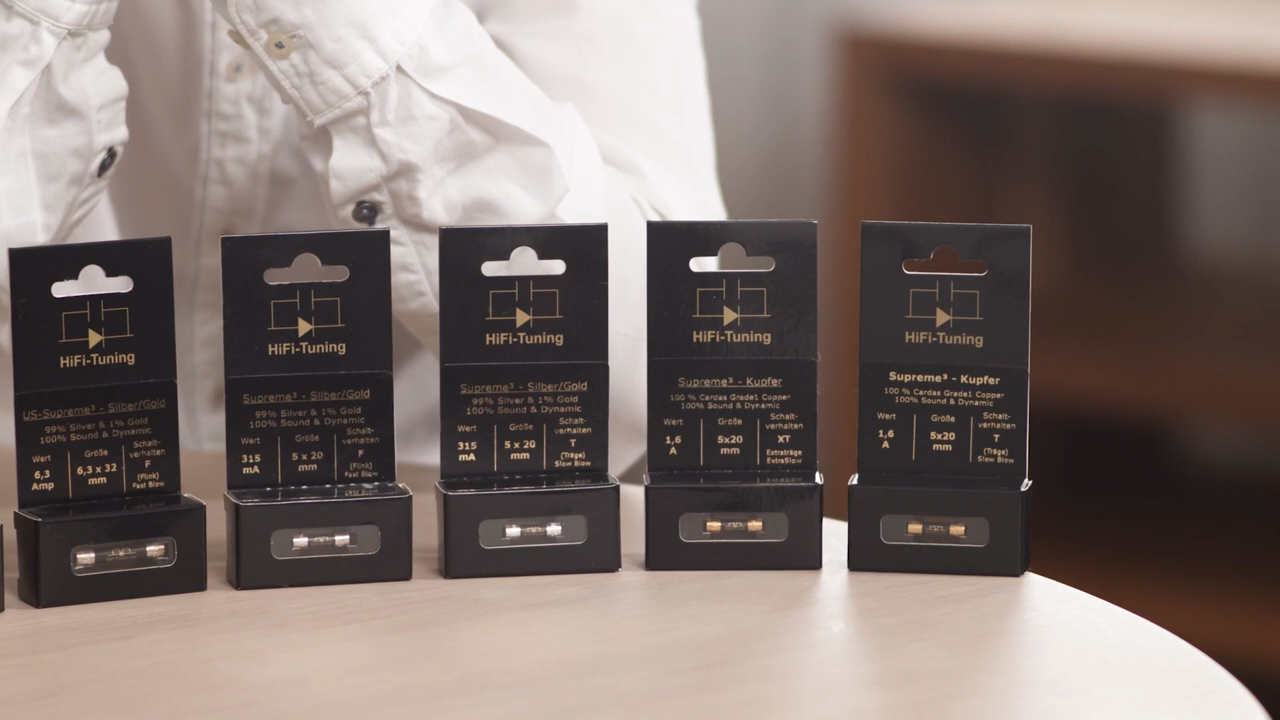 HiFi-Tuning
US-Supreme³ - Silber/Gold
99% Silver & 1% Gold
100% Sound & Dynamic
Wert
6,3
Amp
Größe
6,3 x 32
mm
Schalt-
verhalten
F
(Flink)
Fast Blow
HiFi-Tuning
Supreme³ - Silber/Gold
99% Silver & 1% Gold
100% Sound & Dynamic
Wert
315
mA
Größe
5 x 20
mm
Schalt-
verhalten
F
(Flink)
Fast Blow
HiFi-Tuning
Supreme³ - Silber/Gold
99% Silver & 1% Gold
100% Sound & Dynamic
Wert
315
mA
Größe
5 x 20
mm
Schalt-
verhalten
T
(Träge)
Slow Blow
HiFi-Tuning
Supreme³ - Kupfer
100 % Cardas Grade1 Copper
100% Sound & Dynamic
Wert
1,6
A
Größe
5x20
mm
Schalt-
verhalten
XT
Extraträge
ExtraSlow
HiFi-Tuning
Supreme³ - Kupfer
100 % Cardas Grade1 Copper
100% Sound & Dynamic
Wert
1,6
A
Größe
5x20
mm
Schalt-
verhalten
T
(Träge)
Slow Blow